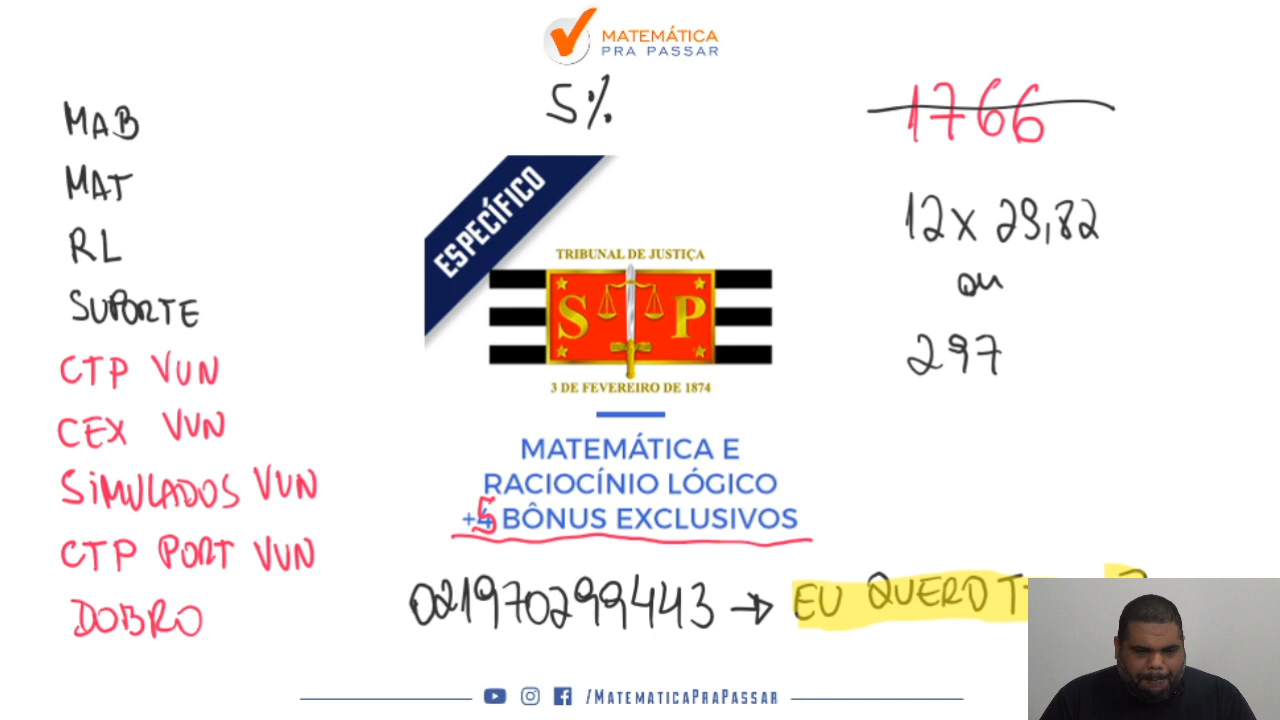 MATEMÁTICA
PRA PASSAR
MAB
MAT
RL
SUPORTE
CTP VUN
CEX VUN
SIMULADOS VUN
CTP PORT VUN
DOBRO
5%
ESPECÍFICO
TRIBUNAL DE JUSTIÇA
S P
3 DE FEVEREIRO DE 1874
MATEMÁTICA E
RACIOCÍNIO LÓGICO
+5 BÔNUS EXCLUSIVOS
021970299443 → EU QUERO
1766
12 x 29,82
ou
297
/MATEMATICAPRAPASSAR